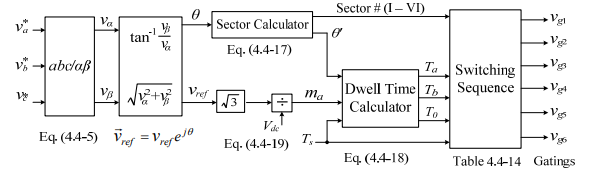 v*a
v*b
v*c
abc/αβ
Eq. (4.4-5)
vα
vβ
tan⁻¹ vβ/vα
√v²α+v²β
v⃗ref = vref e^jθ
θ
vref
Sector Calculator
Eq. (4.4-17)
Sector # (I – VI)
θ'
√3
÷
Vdc
Eq. (4.4-19)
ma
Ts
Dwell Time
Calculator
Eq. (4.4-18)
Ta
Tb
T0
Switching
Sequence
Table 4.4-14
vg1
vg2
vg3
vg4
vg5
vg6
Gatings